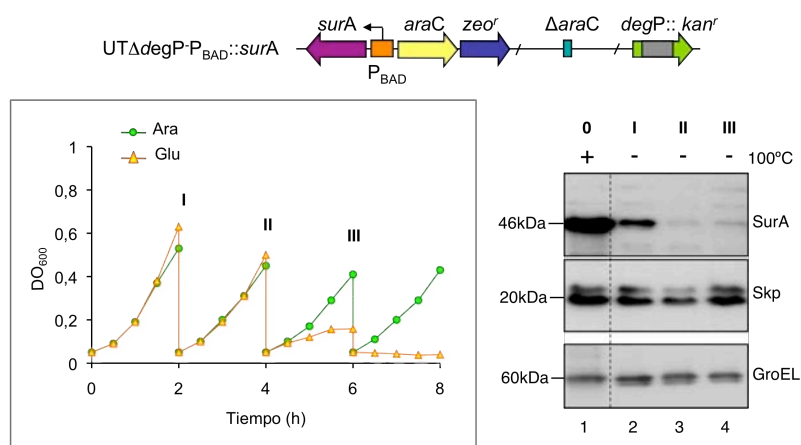 surA araC zeoʳ ΔaraC degP:: kanʳ
UTΔdegP-P_BAD::surA
P_BAD
Ara
Glu
1
0,8
0,6
0,4
0,2
0
DO₆₀₀
I
II
III
0 2 4 6 8
Tiempo (h)
0 I II III
+ - - - 100ºC
46kDa SurA
20kDa Skp
60kDa GroEL
1 2 3 4